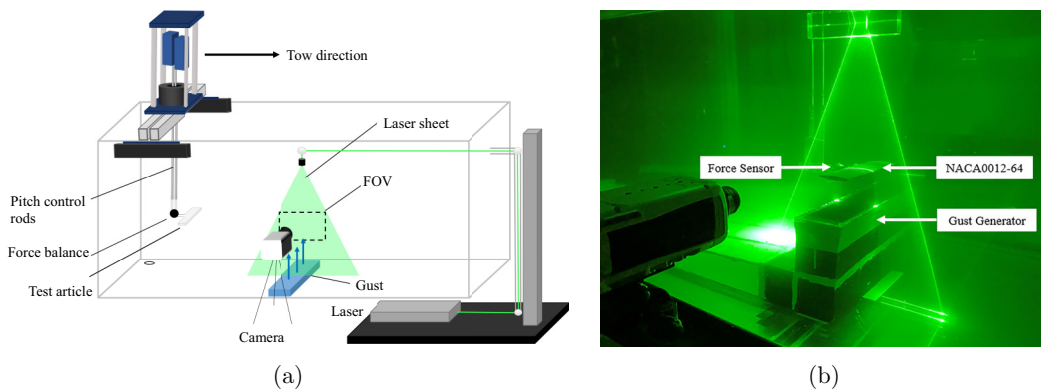 Tow direction
Laser sheet
FOV
Pitch control
rods
Force balance
Test article
Gust
Laser
Camera
(a)
Force Sensor
NACA0012-64
Gust Generator
(b)